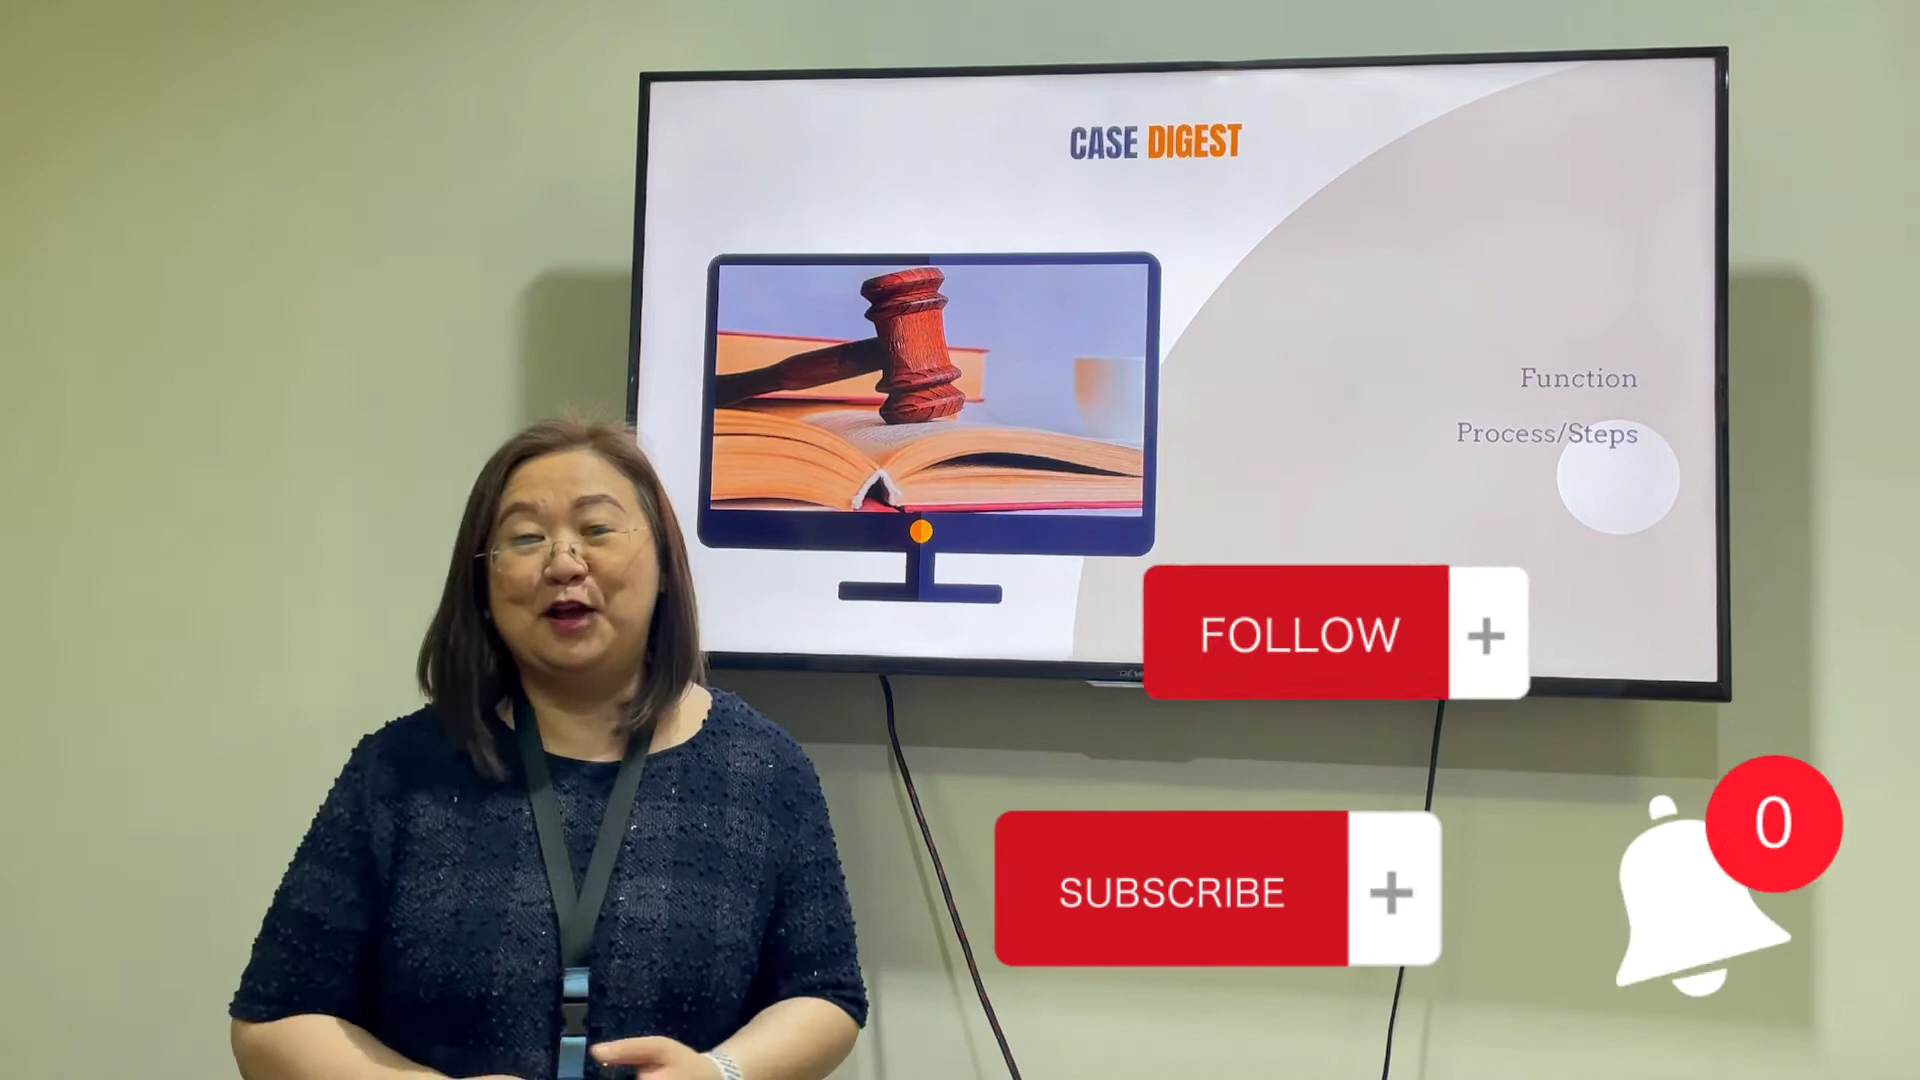 CASE DIGEST
Function
Process/Steps
FOLLOW +
SUBSCRIBE +
0